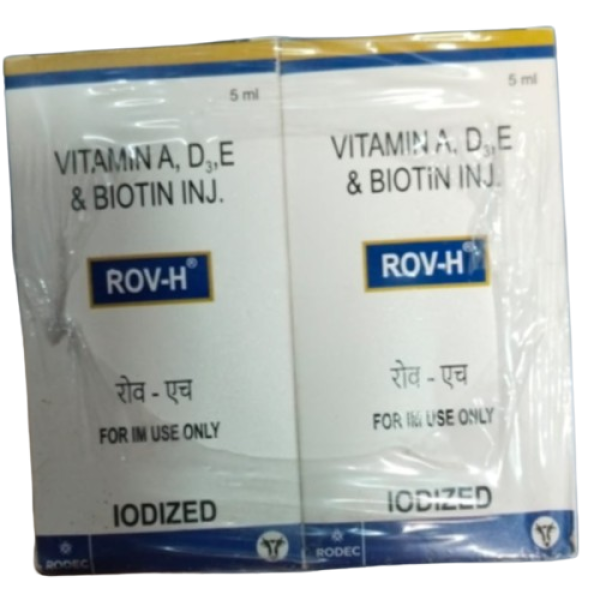 5 ml
VITAMIN A, D3,E
& BIOTIN INJ.
ROV-H®
रोव - एच
FOR IM USE ONLY
IODIZED
RODEC
5 ml
VITAMIN A, D3,E
& BIOTIN INJ.
ROV-H®
रोव - एच
FOR IM USE ONLY
IODIZED
RODEC